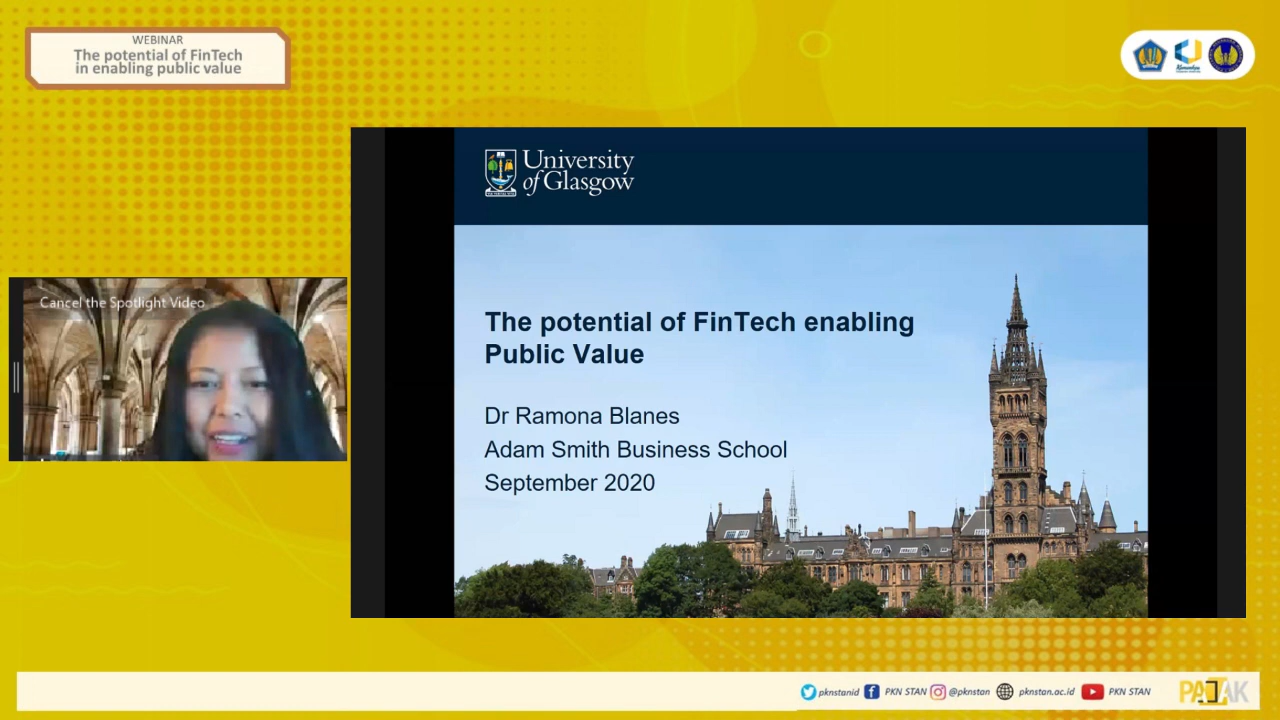 WEBINAR
The potential of FinTech
in enabling public value
University
of Glasgow
Cancel the Spotlight Video
The potential of FinTech enabling
Public Value
Dr Ramona Blanes
Adam Smith Business School
September 2020
pknstanid PKN STAN @pknstan pknstan.ac.id PKN STAN